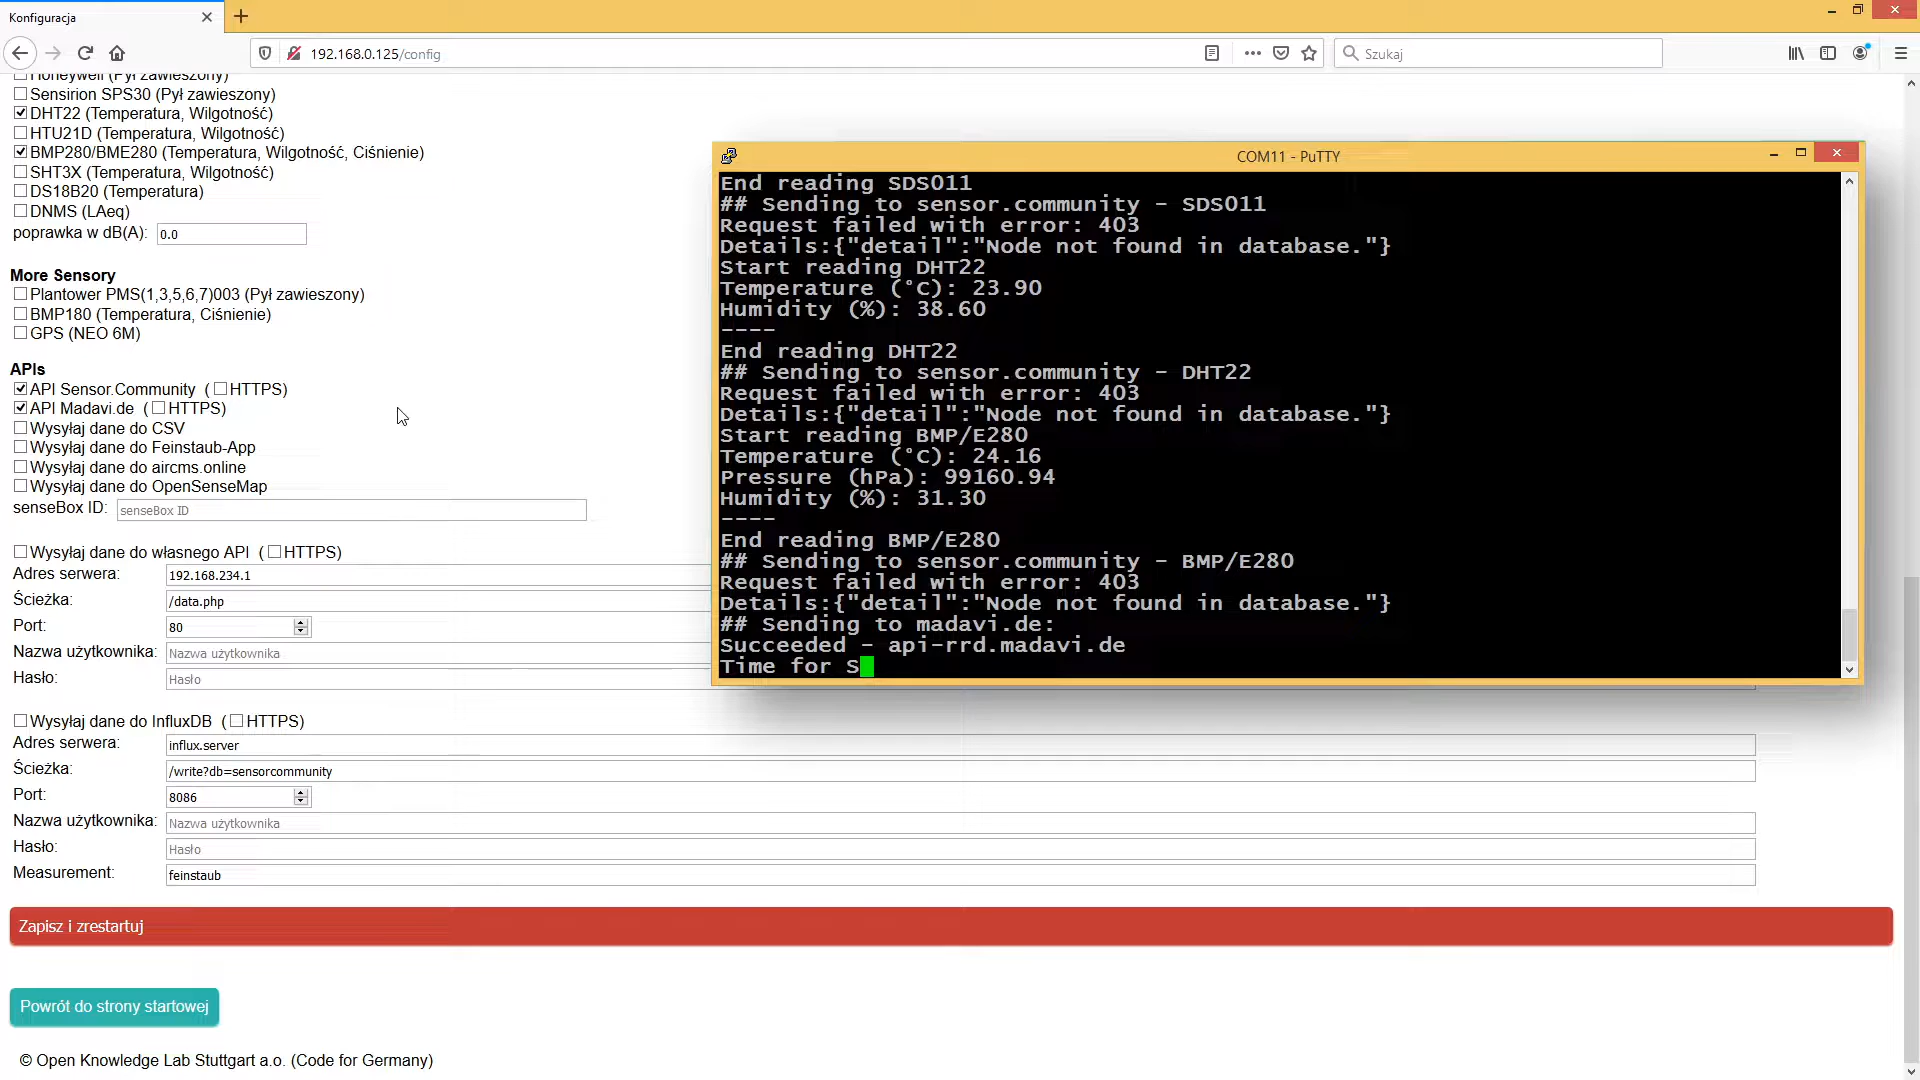 Konfiguracja
192.168.0.125/config
Szukaj
Honeywell (Pył zawieszony)
Sensirion SPS30 (Pył zawieszony)
DHT22 (Temperatura, Wilgotność)
HTU21D (Temperatura, Wilgotność)
BMP280/BME280 (Temperatura, Wilgotność, Ciśnienie)
SHT3X (Temperatura, Wilgotność)
DS18B20 (Temperatura)
DNMS (LAeq)
poprawka w dB(A): 0.0
More Sensory
Plantower PMS(1,3,5,6,7)003 (Pył zawieszony)
BMP180 (Temperatura, Ciśnienie)
GPS (NEO 6M)
APIs
API Sensor.Community ( HTTPS)
API Madavi.de ( HTTPS)
Wysyłaj dane do CSV
Wysyłaj dane do Feinstaub-App
Wysyłaj dane do aircms.online
Wysyłaj dane do OpenSenseMap
senseBox ID: senseBox ID
Wysyłaj dane do własnego API ( HTTPS)
Adres serwera: 192.168.234.1
Ścieżka: /data.php
Port: 80
Nazwa użytkownika: Nazwa użytkownika
Hasło: Hasło
Wysyłaj dane do InfluxDB ( HTTPS)
Adres serwera: influx.server
Ścieżka: /write?db=sensorcommunity
Port: 8086
Nazwa użytkownika: Nazwa użytkownika
Hasło: Hasło
Measurement: feinstaub
Zapisz i zrestartuj
Powrót do strony startowej
© Open Knowledge Lab Stuttgart a.o. (Code for Germany)
COM11 - PuTTY
End reading SDS011
## Sending to sensor.community - SDS011
Request failed with error: 403
Details:{"detail":"Node not found in database."}
Start reading DHT22
Temperature (°C): 23.90
Humidity (%): 38.60
----
End reading DHT22
## Sending to sensor.community - DHT22
Request failed with error: 403
Details:{"detail":"Node not found in database."}
Start reading BMP/E280
Temperature (°C): 24.16
Pressure (hPa): 99160.94
Humidity (%): 31.30
----
End reading BMP/E280
## Sending to sensor.community - BMP/E280
Request failed with error: 403
Details:{"detail":"Node not found in database."}
## Sending to madavi.de:
Succeeded - api-rrd.madavi.de
Time for S